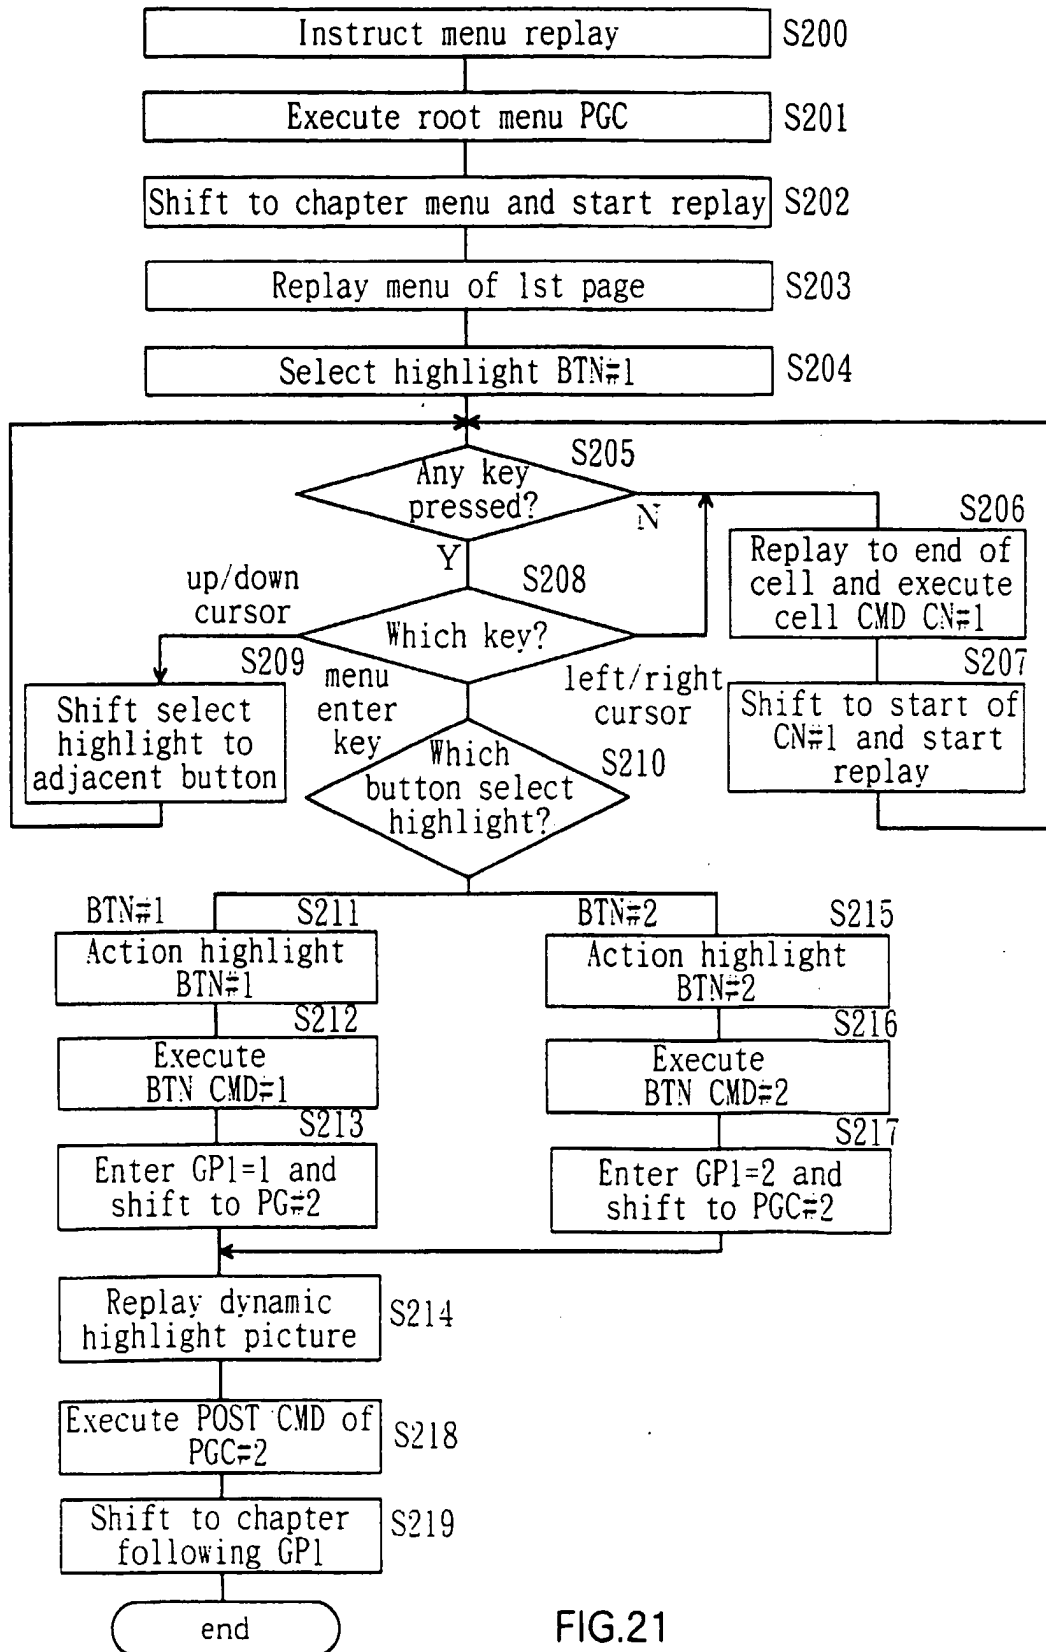 Instruct menu replay
S200
Execute root menu PGC
S201
Shift to chapter menu and start replay
S202
Replay menu of 1st page
S203
Select highlight BTN#1
S204
S205
Any key
pressed?
N
Y
S206
Replay to end of
cell and execute
cell CMD CN#1
S208
up/down
cursor
Which key?
S207
Shift to start of
CN#1 and start
replay
S209
Shift select
highlight to
adjacent button
menu
enter
key
left/right
cursor
S210
Which
button select
highlight?
BTN#1
S211
Action highlight
BTN#1
S212
Execute
BTN CMD#1
S213
Enter GP1=1 and
shift to PG#2
BTN#2
S215
Action highlight
BTN#2
S216
Execute
BTN CMD#2
S217
Enter GP1=2 and
shift to PGC#2
Replay dynamic
highlight picture
S214
Execute POST CMD of
PGC#2
S218
Shift to chapter
following GP1
S219
end
FIG.21